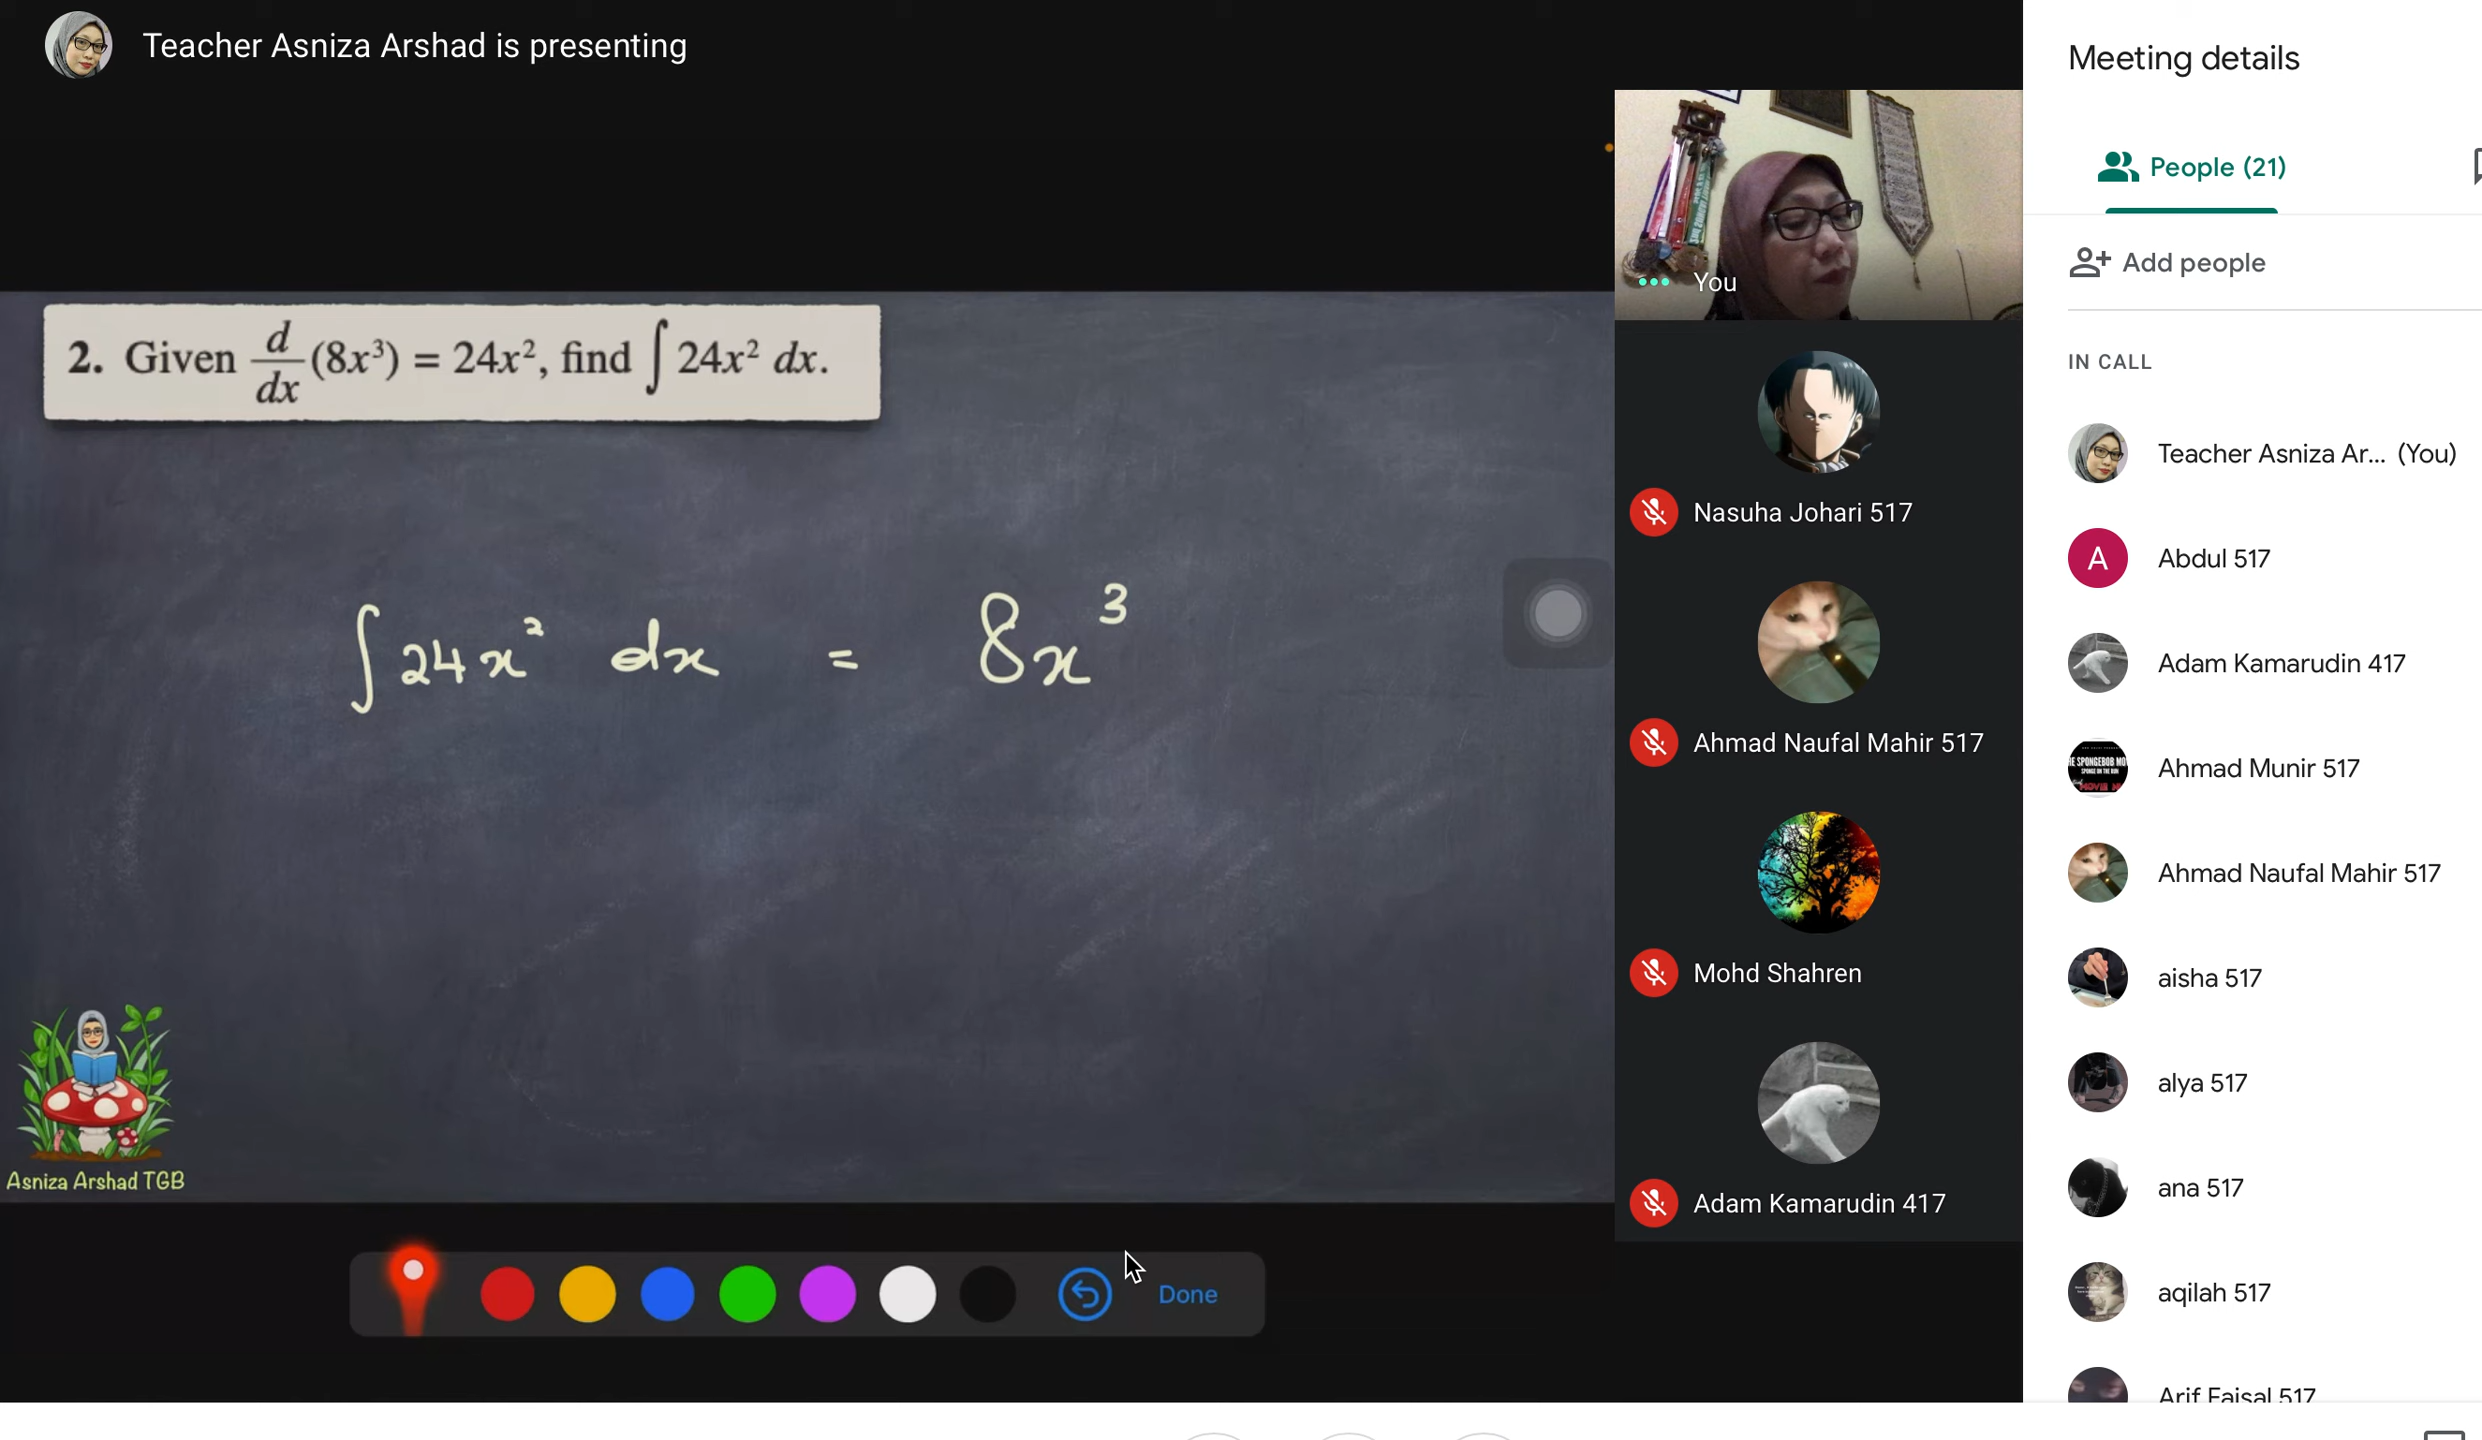 Teacher Asniza Arshad is presenting
2. Given d/dx (8x³) = 24x², find ∫ 24x² dx.
∫ 24x² dx = 8x³
Asniza Arshad TGB
Done
You
Nasuha Johari 517
Ahmad Naufal Mahir 517
Mohd Shahren
Adam Kamarudin 417
Meeting details
People (21)
Add people
IN CALL
Teacher Asniza Ar... (You)
A
Abdul 517
Adam Kamarudin 417
Ahmad Munir 517
Ahmad Naufal Mahir 517
aisha 517
alya 517
ana 517
aqilah 517
Arif Faisal 517